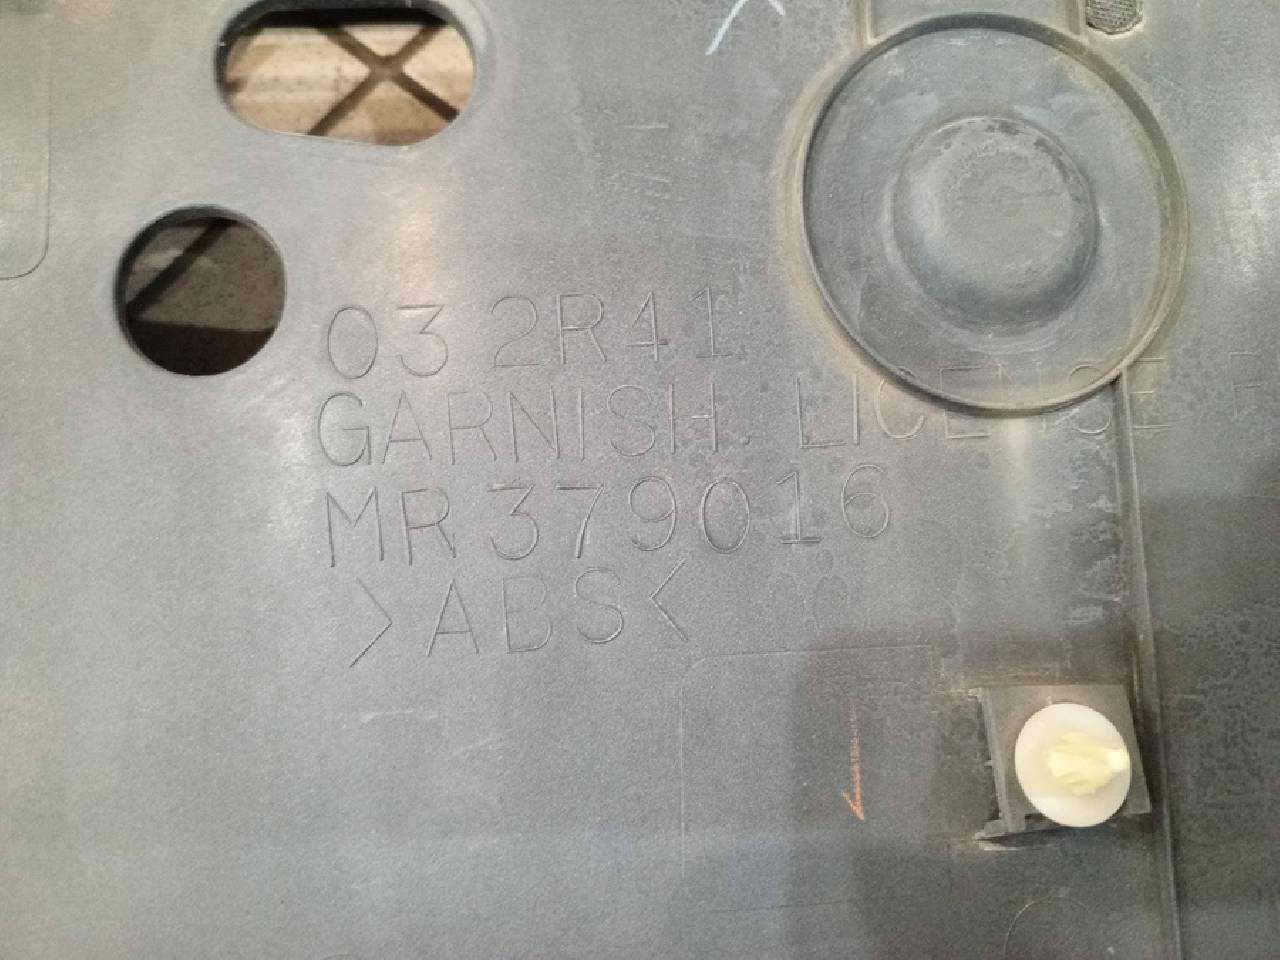 03 2R41
GARNISH. LICENSE P
MR379016
>ABS<